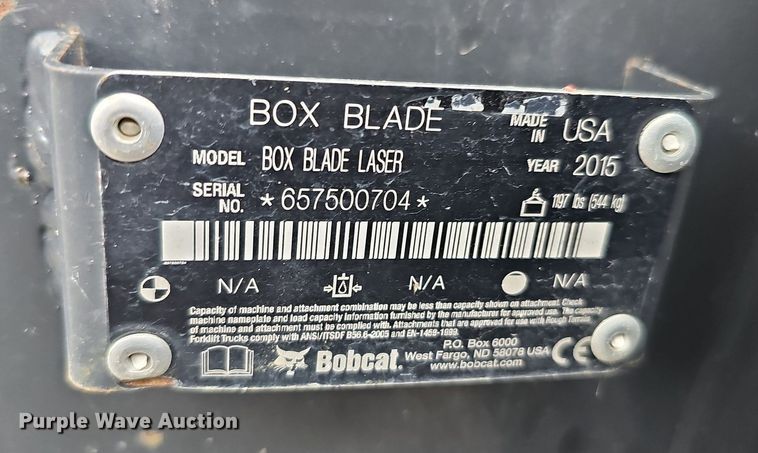 BOX BLADE
MADE IN USA
MODEL BOX BLADE LASER
YEAR 2015
SERIAL NO. *657500704*
1197 lbs (544 kg)
N/A N/A N/A
Capacity of machine and attachment combination may be less than capacity shown on attachment. Check
machine nameplate and load capacity information furnished by the manufacturer for approved use. The capacity
of machine and attachment must be complied with. Attachments that are approved for use with Rough Terrain
Forklift Trucks comply with ANSI/ITSDF B56.6-2005 and EN-1459-1999.
Bobcat.
P.O. Box 6000
West Fargo, ND 58078 USA
www.bobcat.com
CE
Purple Wave Auction